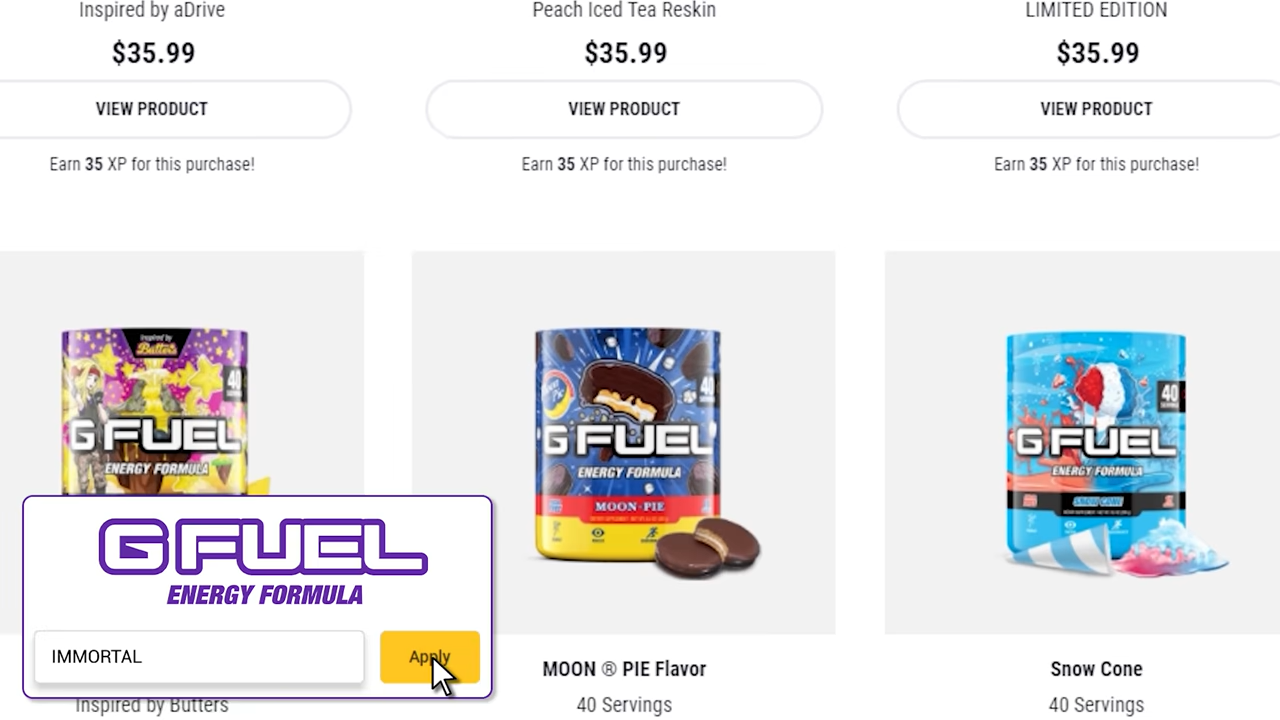 Inspired by aDrive
Peach Iced Tea Reskin
LIMITED EDITION
$35.99
$35.99
$35.99
VIEW PRODUCT
VIEW PRODUCT
VIEW PRODUCT
Earn 35 XP for this purchase!
Earn 35 XP for this purchase!
Earn 35 XP for this purchase!
Inspired by
Butters
40
G FUEL
ENERGY FORMULA
Moon Pie
40
G FUEL
ENERGY FORMULA
MOON PIE
40
G FUEL
ENERGY FORMULA
SNOW CONE
G FUEL
ENERGY FORMULA
IMMORTAL
Apply
Inspired by Butters
MOON ® PIE Flavor
40 Servings
Snow Cone
40 Servings